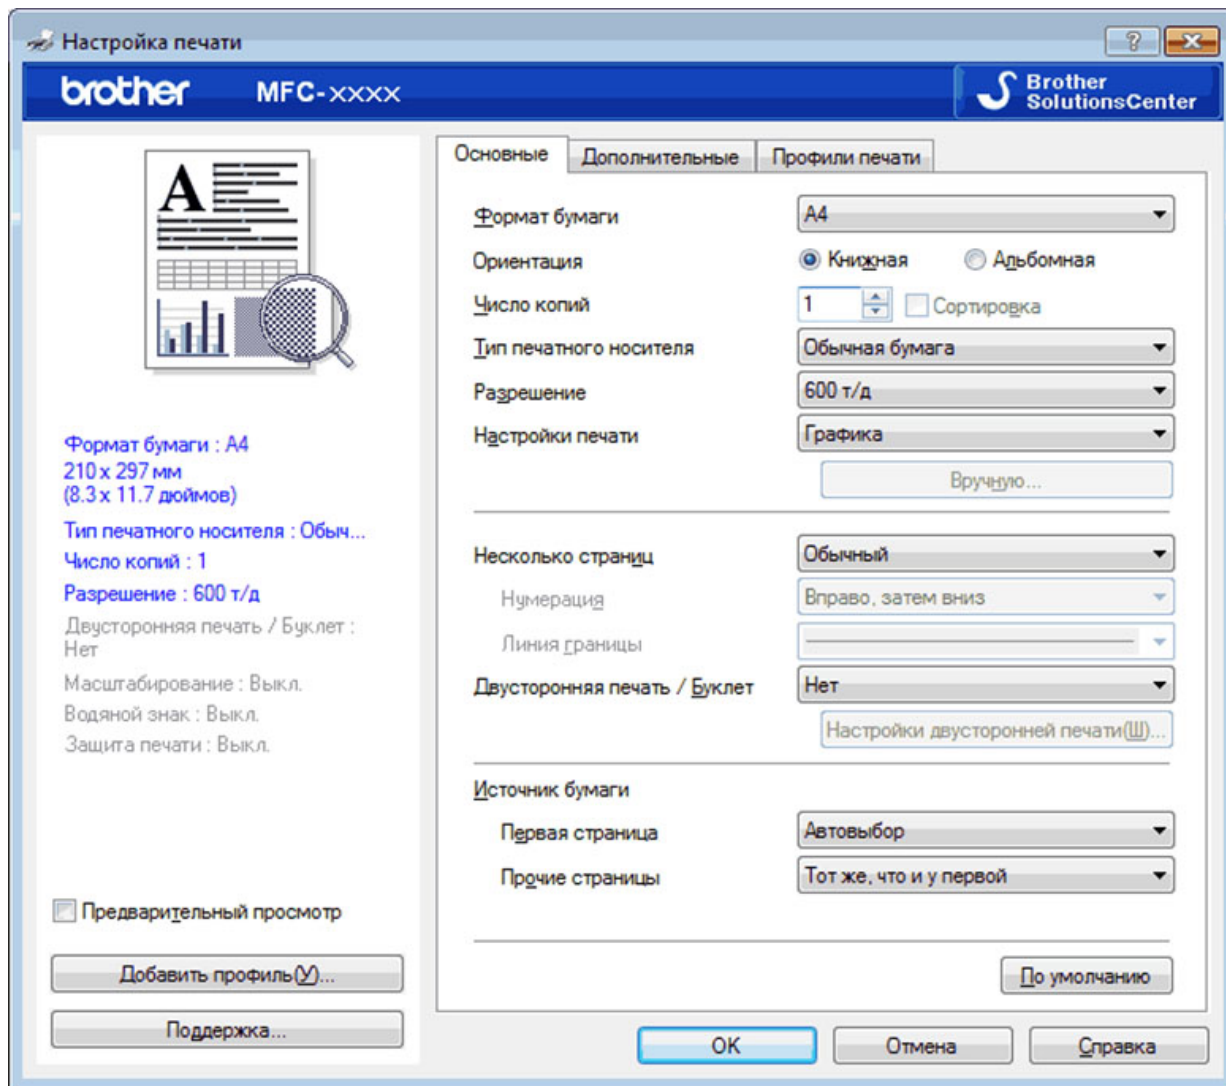 Настройка печати
brother MFC-xxxx
Brother
SolutionsCenter
A
Формат бумаги : A4
210 x 297 мм
(8.3 x 11.7 дюймов)
Тип печатного носителя : Обыч...
Число копий : 1
Разрешение : 600 т/д
Двусторонняя печать / Буклет :
Нет
Масштабирование : Выкл.
Водяной знак : Выкл.
Защита печати : Выкл.
Предварительный просмотр
Добавить профиль(У)...
Поддержка...
Основные Дополнительные Профили печати
Формат бумаги A4
Ориентация Книжная Альбомная
Число копий 1 Сортировка
Тип печатного носителя Обычная бумага
Разрешение 600 т/д
Настройки печати Графика
Вручную...
Несколько страниц Обычный
Нумерация Вправо, затем вниз
Линия границы
Двусторонняя печать / Буклет Нет
Настройки двусторонней печати(Ш)...
Источник бумаги
Первая страница Автовыбор
Прочие страницы Тот же, что и у первой
По умолчанию
OK Отмена Справка